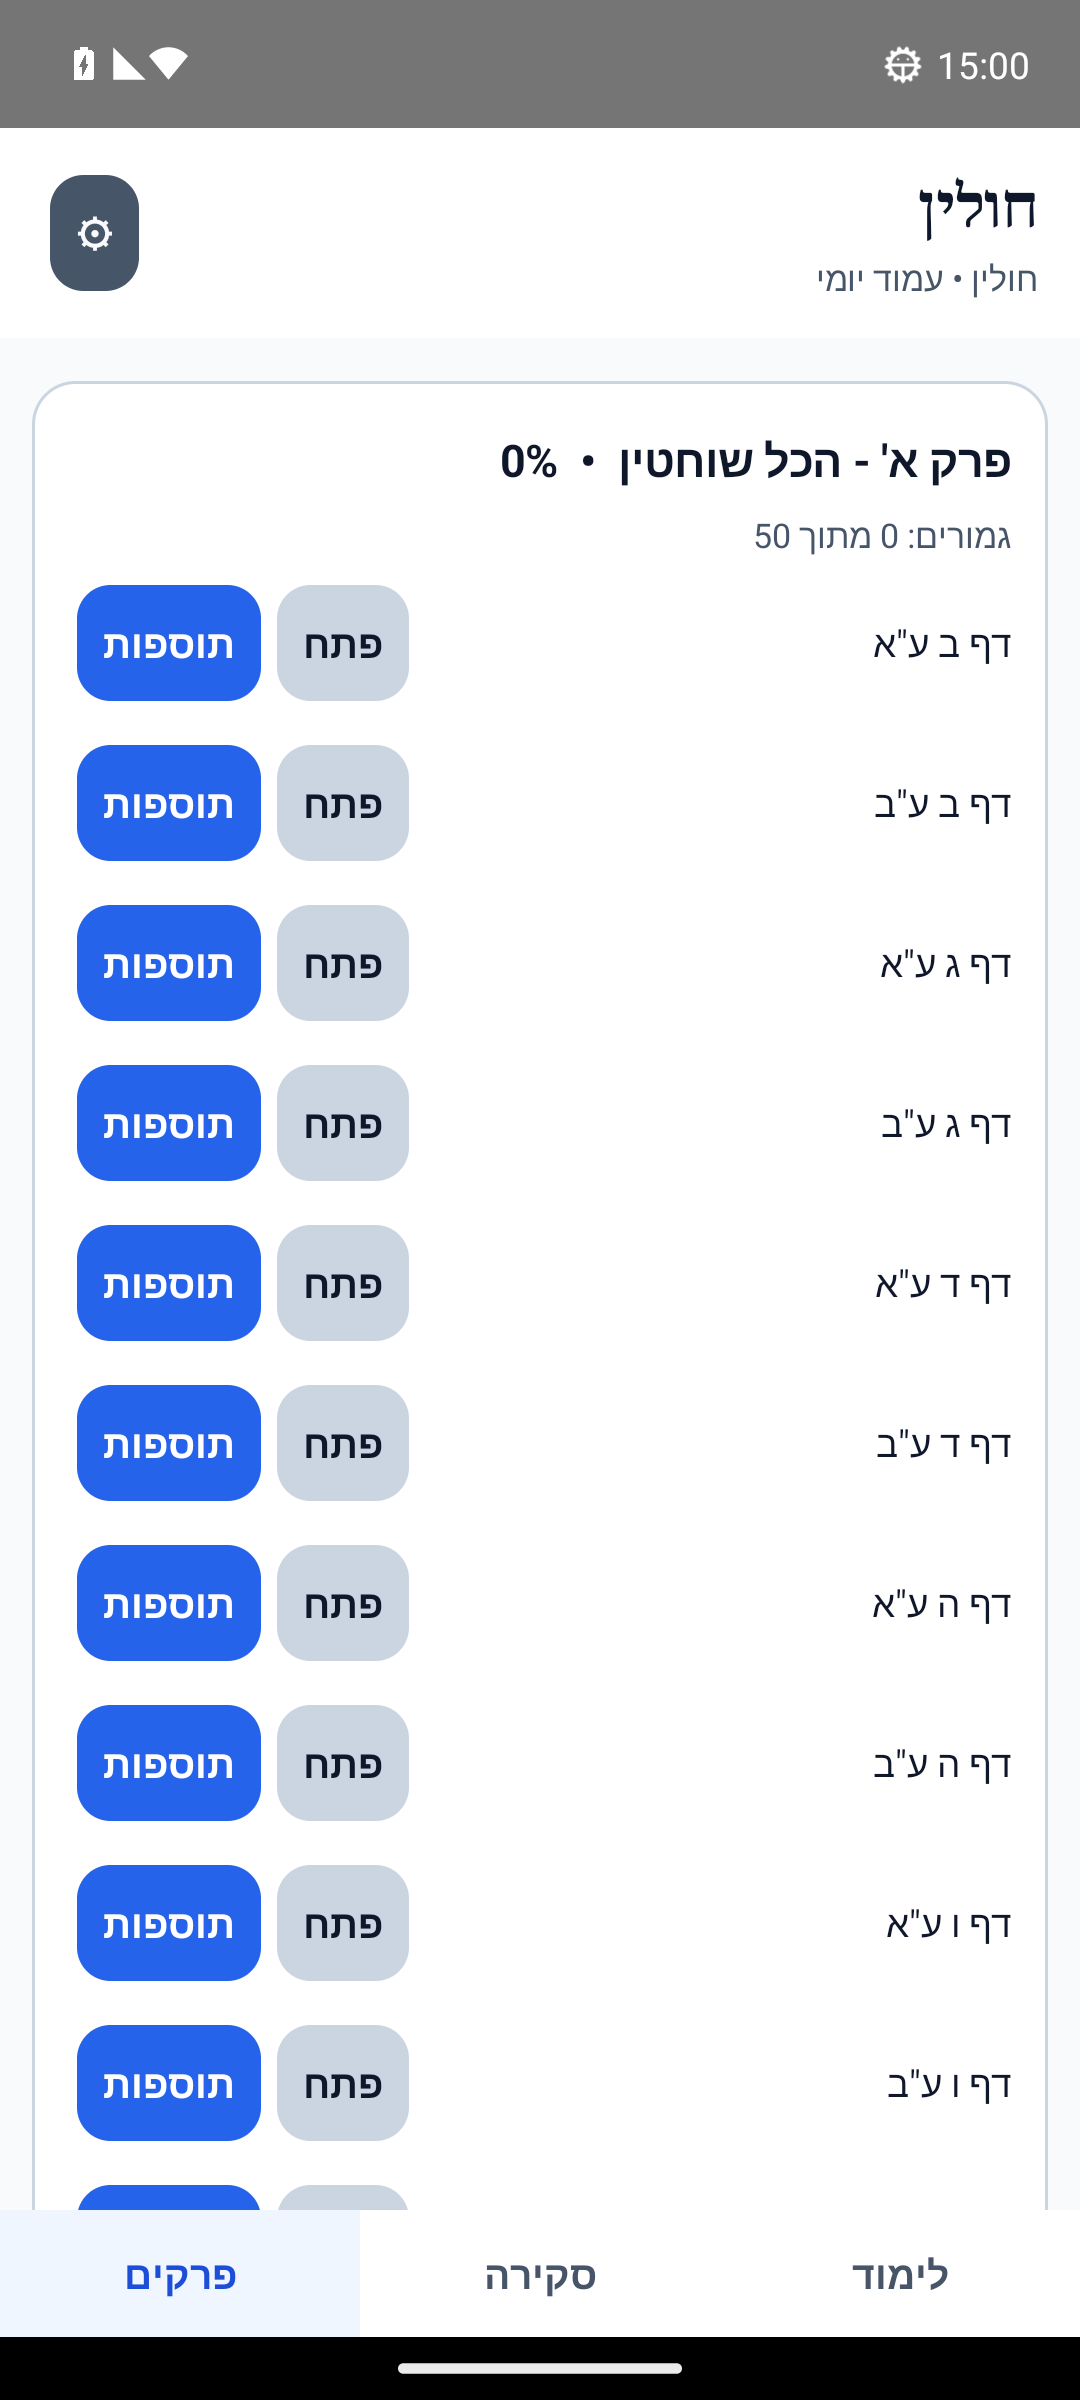 15:00
חולין
חולין • עמוד יומי
פרק א' - הכל שוחטין • 0%
גמורים: 0 מתוך 50
דף ב ע"א פתח תוספות
דף ב ע"ב פתח תוספות
דף ג ע"א פתח תוספות
דף ג ע"ב פתח תוספות
דף ד ע"א פתח תוספות
דף ד ע"ב פתח תוספות
דף ה ע"א פתח תוספות
דף ה ע"ב פתח תוספות
דף ו ע"א פתח תוספות
דף ו ע"ב פתח תוספות
לימוד סקירה פרקים